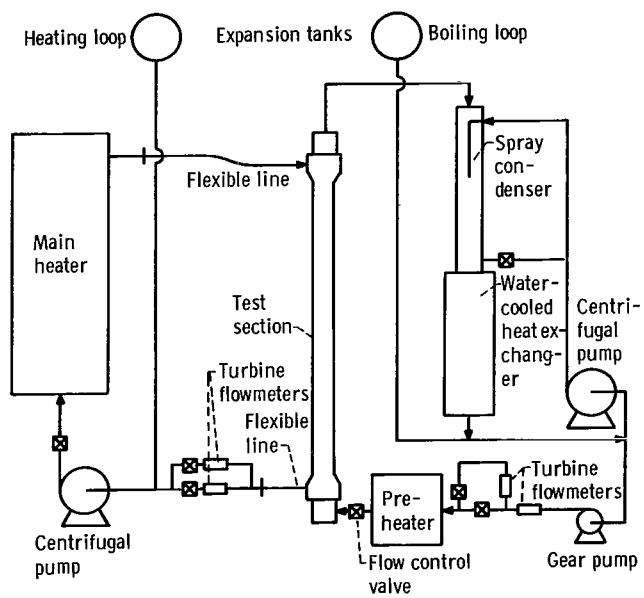 Heating loop
Expansion tanks
Boiling loop
Flexible line
Spray
con-
denser
Main
heater
Test
section
Water-
cooled
heat ex-
chang-
er
Centri-
fugal
pump
Turbine
flowmeters
Flexible
line
Centrifugal
pump
Pre-
heater
Flow control
valve
Turbine
flowmeters
Gear pump